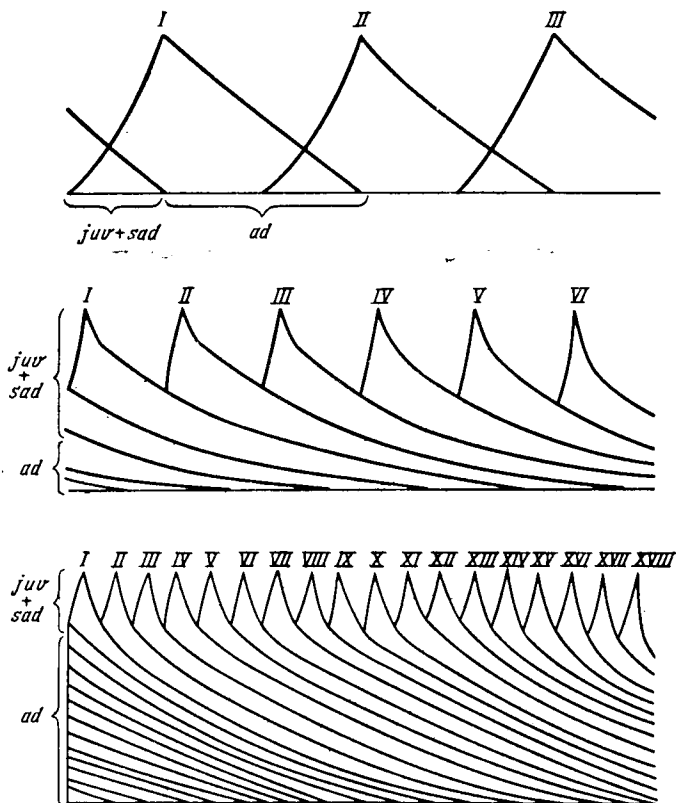 I II III
juv+sad ad
I II III IV V VI
juv
+
sad
ad
I II III IV V VI VII VIII IX X XI XII XIII XIV XV XVI XVII XVIII
juv
+
sad
ad